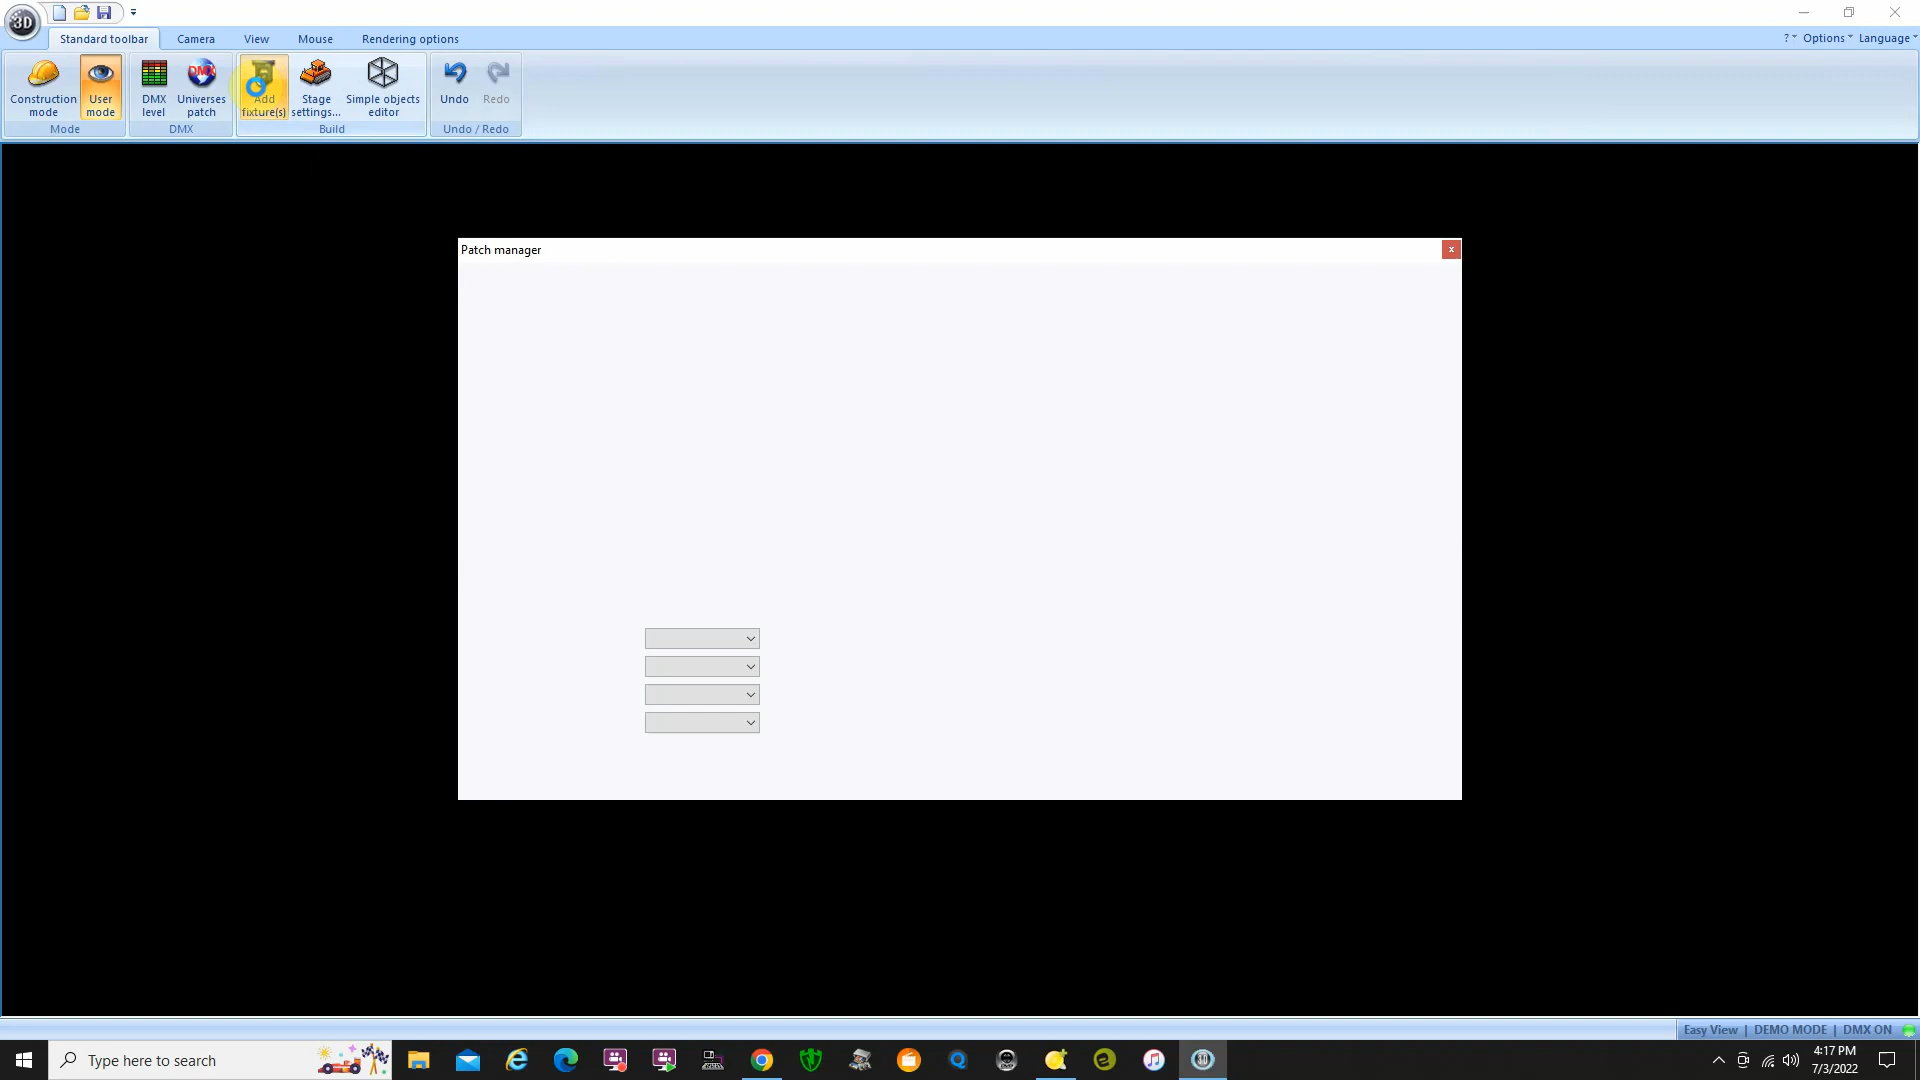 3D
Standard toolbar Camera View Mouse Rendering options
? Options Language
Construction mode
User mode
DMX level
DMX
Universes patch
Add fixture(s)
Stage settings...
Simple objects editor
Undo
Redo
Mode DMX Build Undo / Redo
Patch manager
x
Easy View | DEMO MODE | DMX ON
Type here to search
4:17 PM
7/3/2022